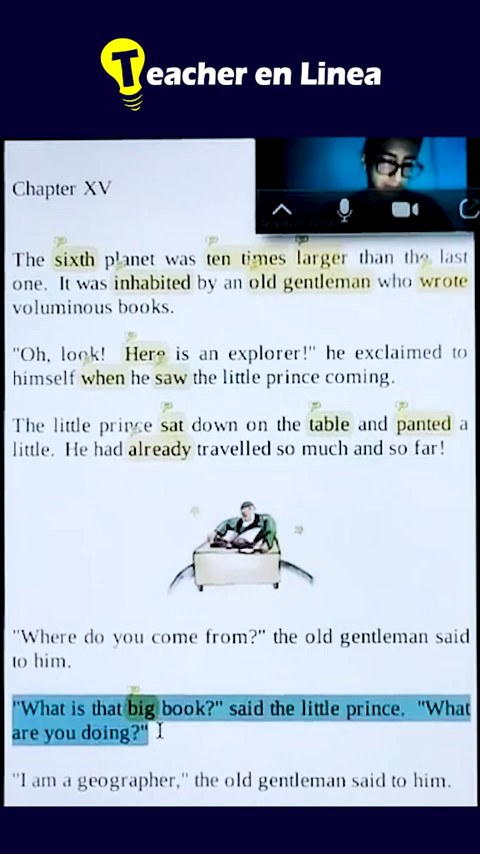 Teacher en Linea
Chapter XV
The sixth planet was ten times larger than the last
one. It was inhabited by an old gentleman who wrote
voluminous books.
"Oh, look! Here is an explorer!" he exclaimed to
himself when he saw the little prince coming.
The little prince sat down on the table and panted a
little. He had already travelled so much and so far!
"Where do you come from?" the old gentleman said
to him.
"What is that big book?" said the little prince. "What
are you doing?"
"I am a geographer," the old gentleman said to him.